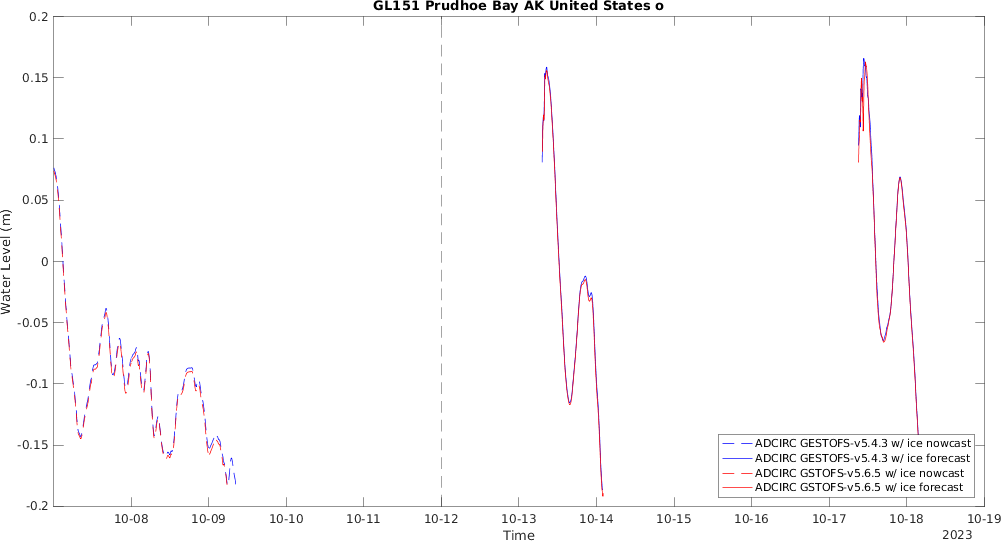 GL151 Prudhoe Bay AK United States o
0.2
0.15
0.1
0.05
0
-0.05
-0.1
-0.15
-0.2
Water Level (m)
10-08 10-09 10-10 10-11 10-12 10-13 10-14 10-15 10-16 10-17 10-18 10-19
Time
2023
ADCIRC GESTOFS-v5.4.3 w/ ice nowcast
ADCIRC GESTOFS-v5.4.3 w/ ice forecast
ADCIRC GSTOFS-v5.6.5 w/ ice nowcast
ADCIRC GSTOFS-v5.6.5 w/ ice forecast